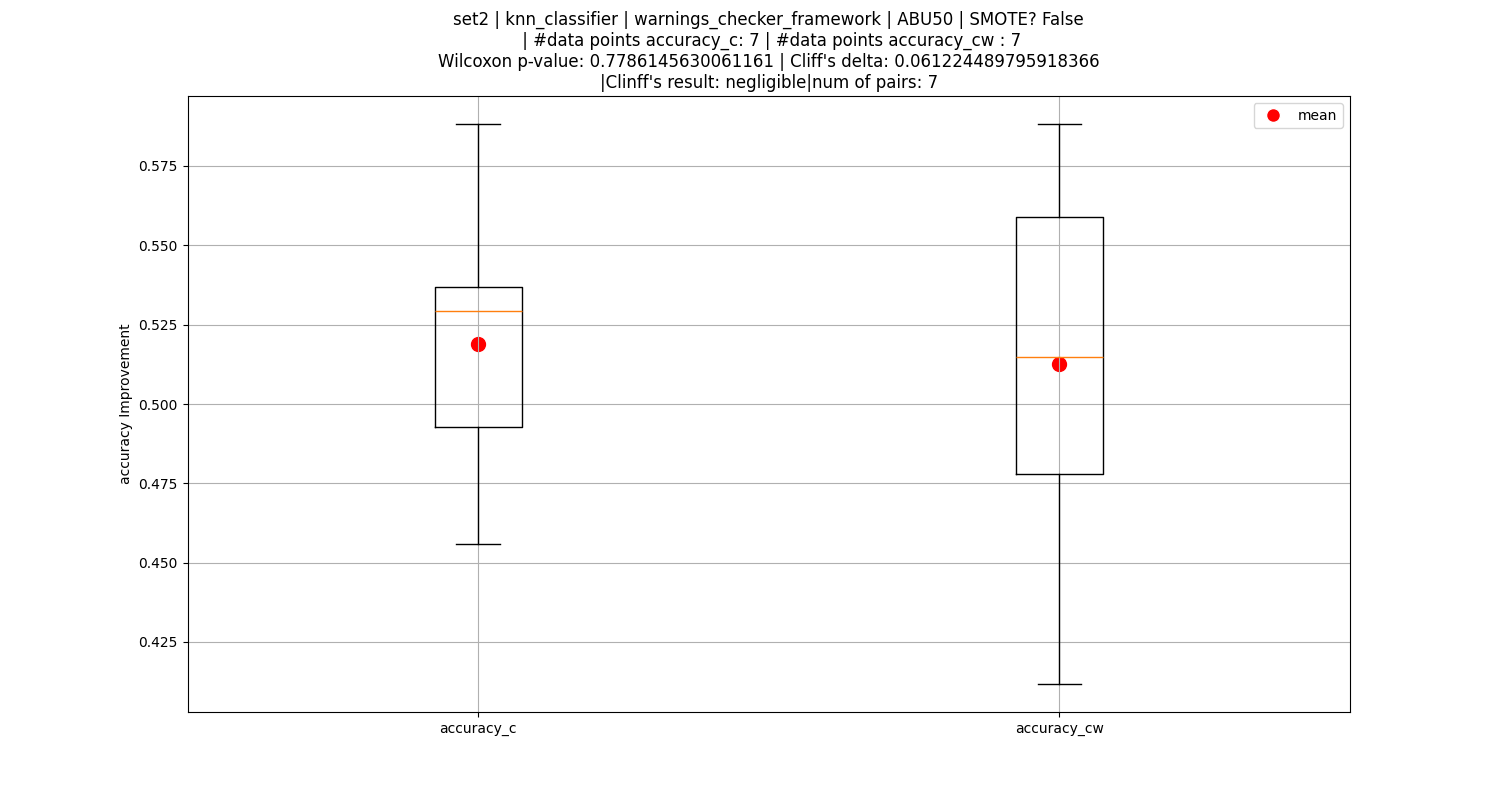 set2 | knn_classifier | warnings_checker_framework | ABU50 | SMOTE? False
| #data points accuracy_c: 7 | #data points accuracy_cw : 7
Wilcoxon p-value: 0.7786145630061161 | Cliff's delta: 0.061224489795918366
|Clinff's result: negligible|num of pairs: 7
mean
0.575
0.550
0.525
0.500
0.475
0.450
0.425
accuracy Improvement
accuracy_c
accuracy_cw